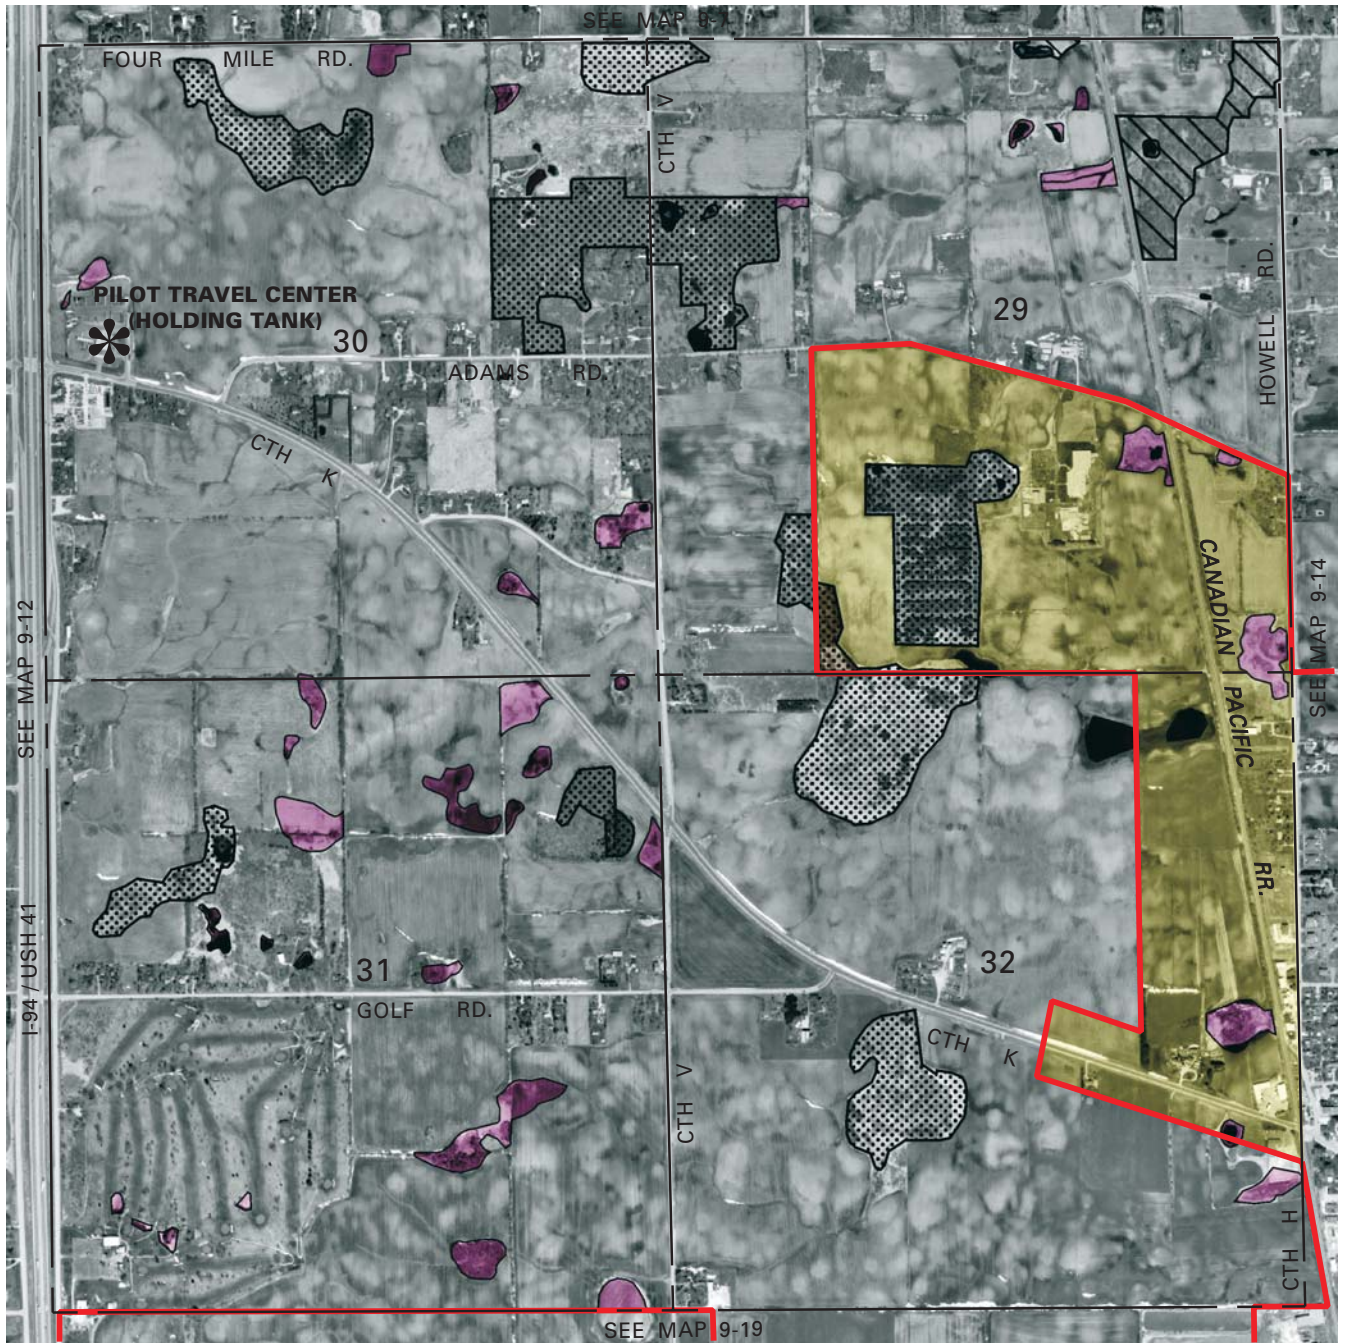 SEE MAP 9-7
FOUR MILE RD.
CTH V
HOWELL RD.
PILOT TRAVEL CENTER
(HOLDING TANK)
30
29
ADAMS RD.
CTH K
SEE MAP 9-12
SEE MAP 9-14
CANADIAN PACIFIC RR.
I-94 / USH 41
31
32
GOLF RD.
CTH K
CTH V
CTH H
SEE MAP 9-19